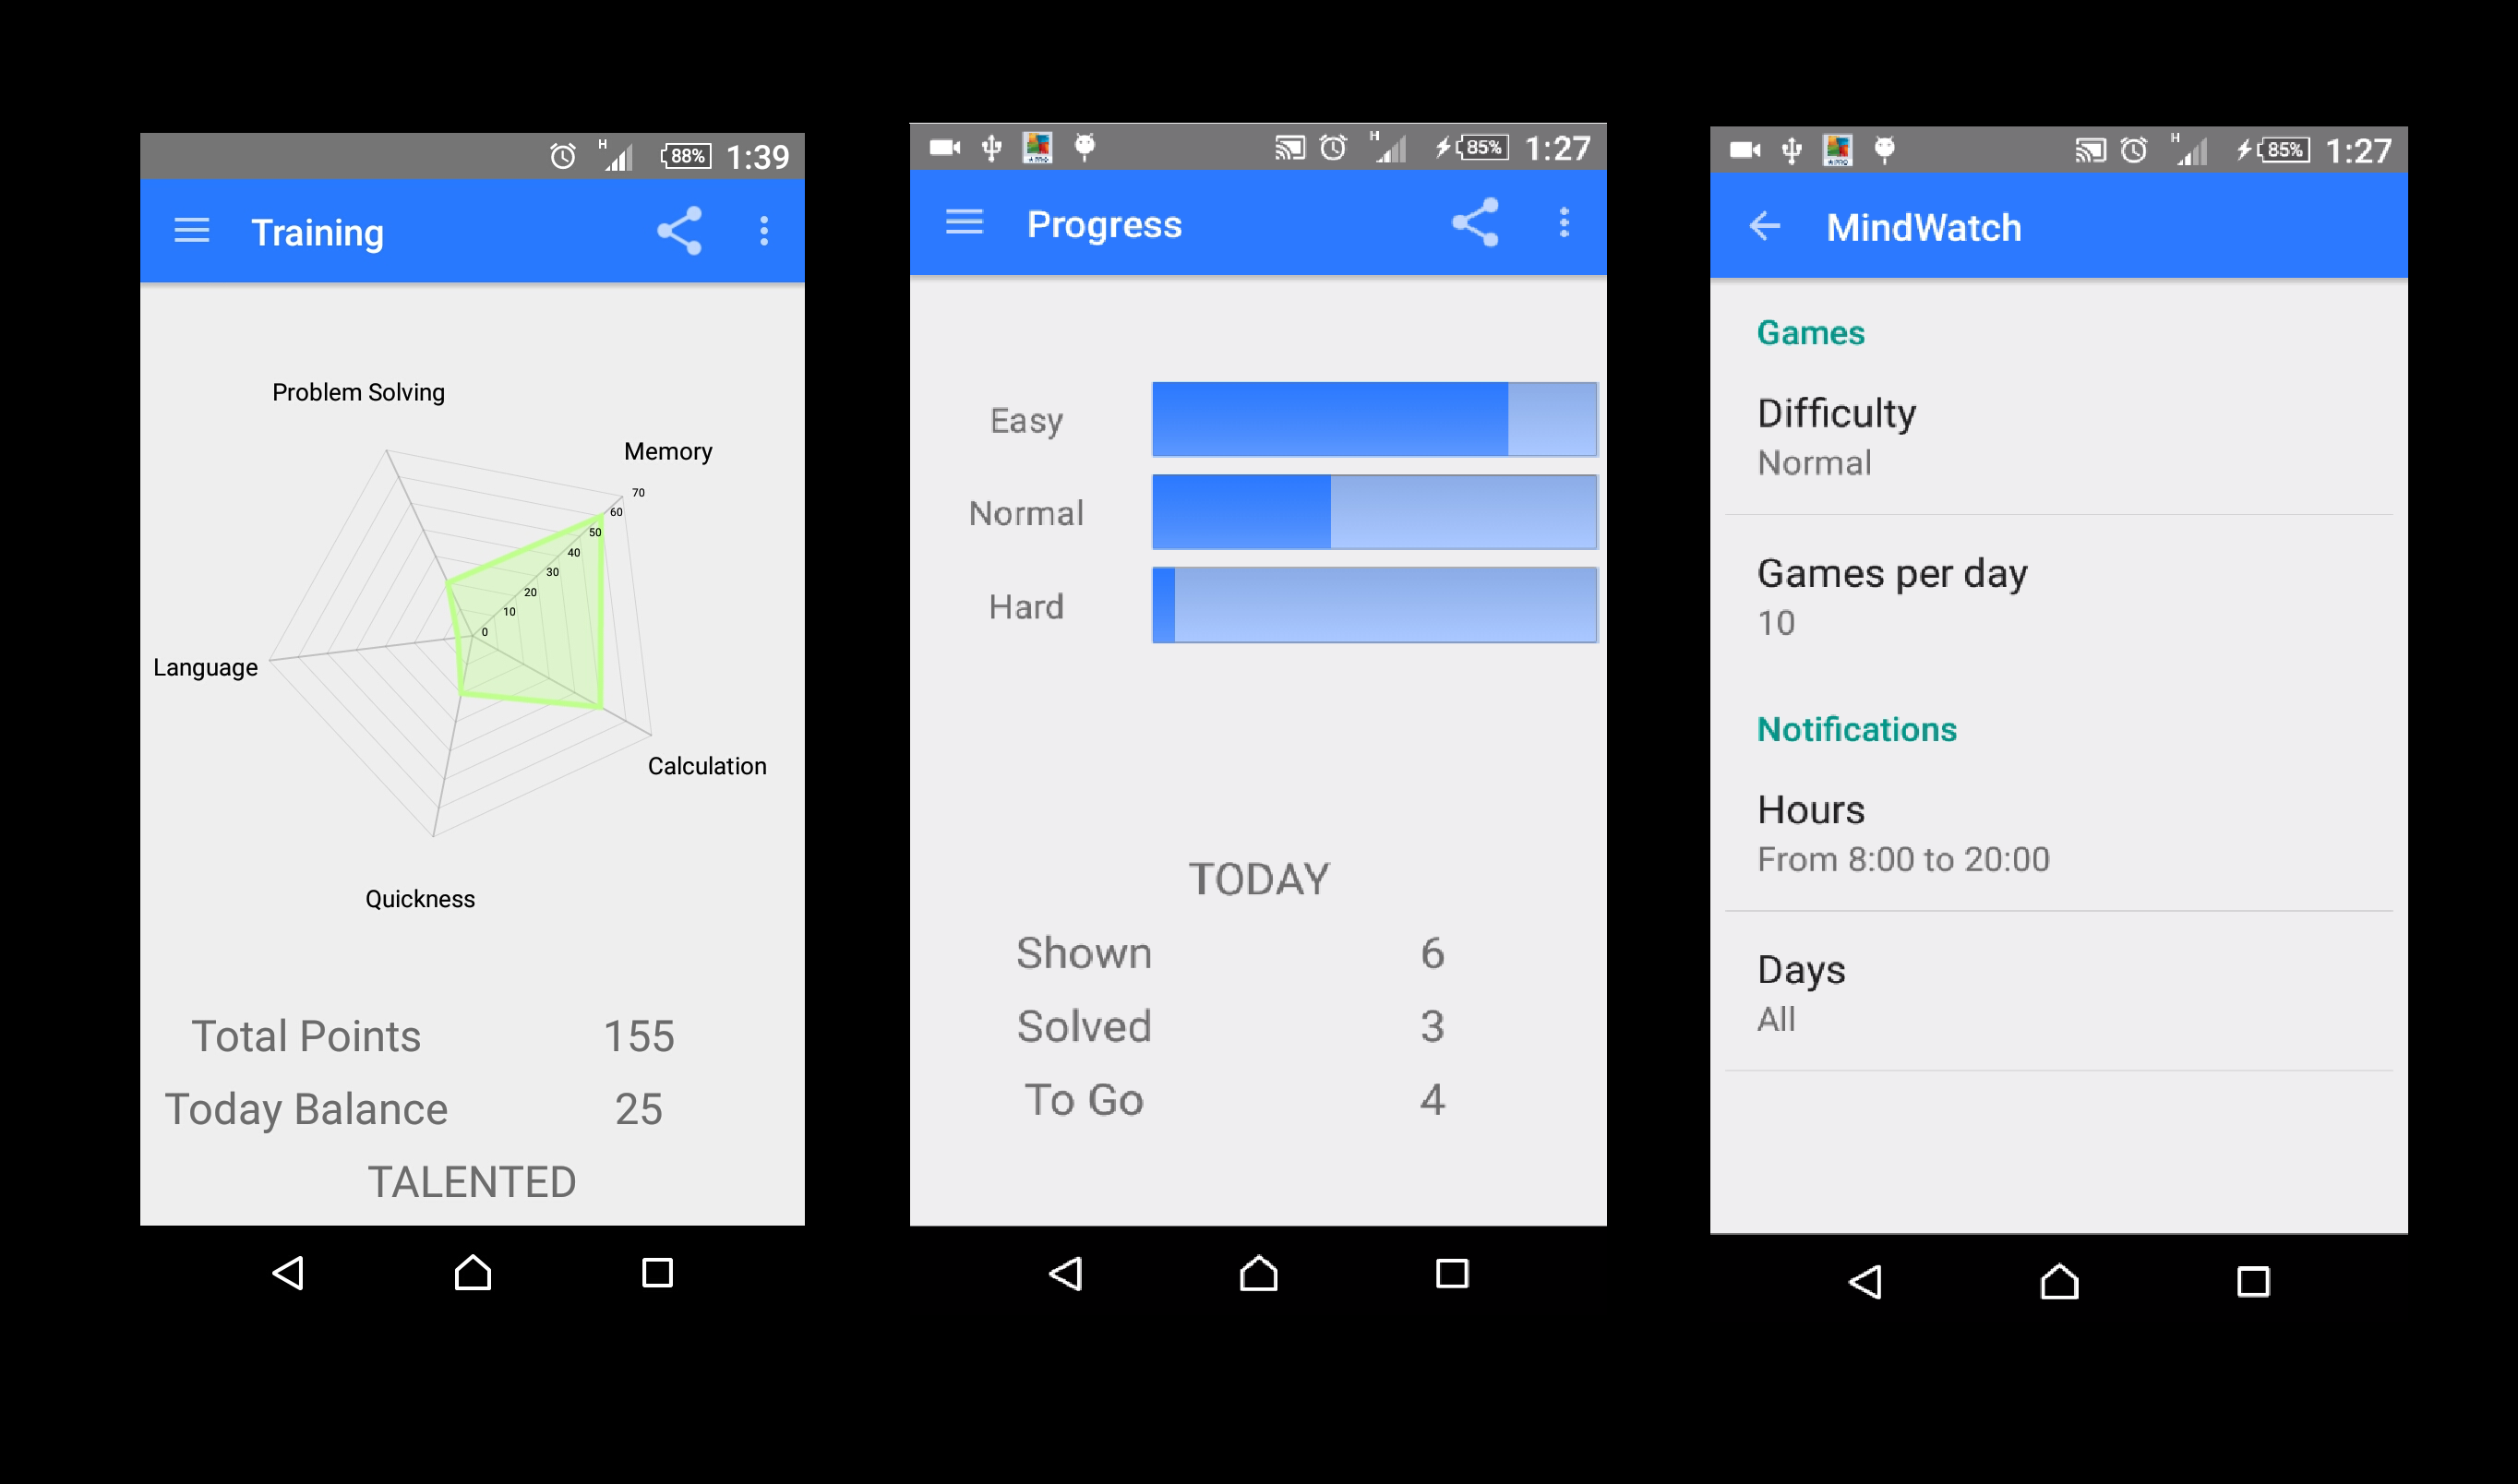 H 88% 1:39
Training
Problem Solving
Memory
70
60
50
40
30
20
10
0
Language
Calculation
Quickness
Total Points 155
Today Balance 25
TALENTED
H 85% 1:27
Progress
Easy
Normal
Hard
TODAY
Shown 6
Solved 3
To Go 4
H 85% 1:27
MindWatch
Games
Difficulty
Normal
Games per day
10
Notifications
Hours
From 8:00 to 20:00
Days
All